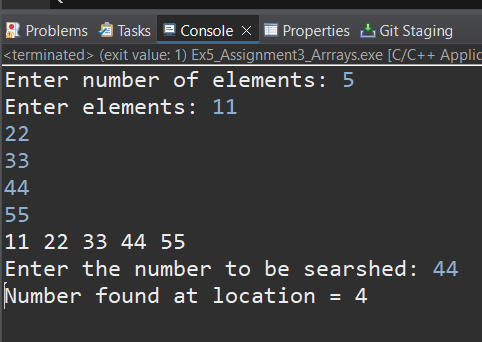 Problems Tasks Console Properties Git Staging
<terminated> (exit value: 1) Ex5_Assignment3_Arrrays.exe [C/C++ Applic
Enter number of elements: 5
Enter elements: 11
22
33
44
55
11 22 33 44 55
Enter the number to be searshed: 44
Number found at location = 4